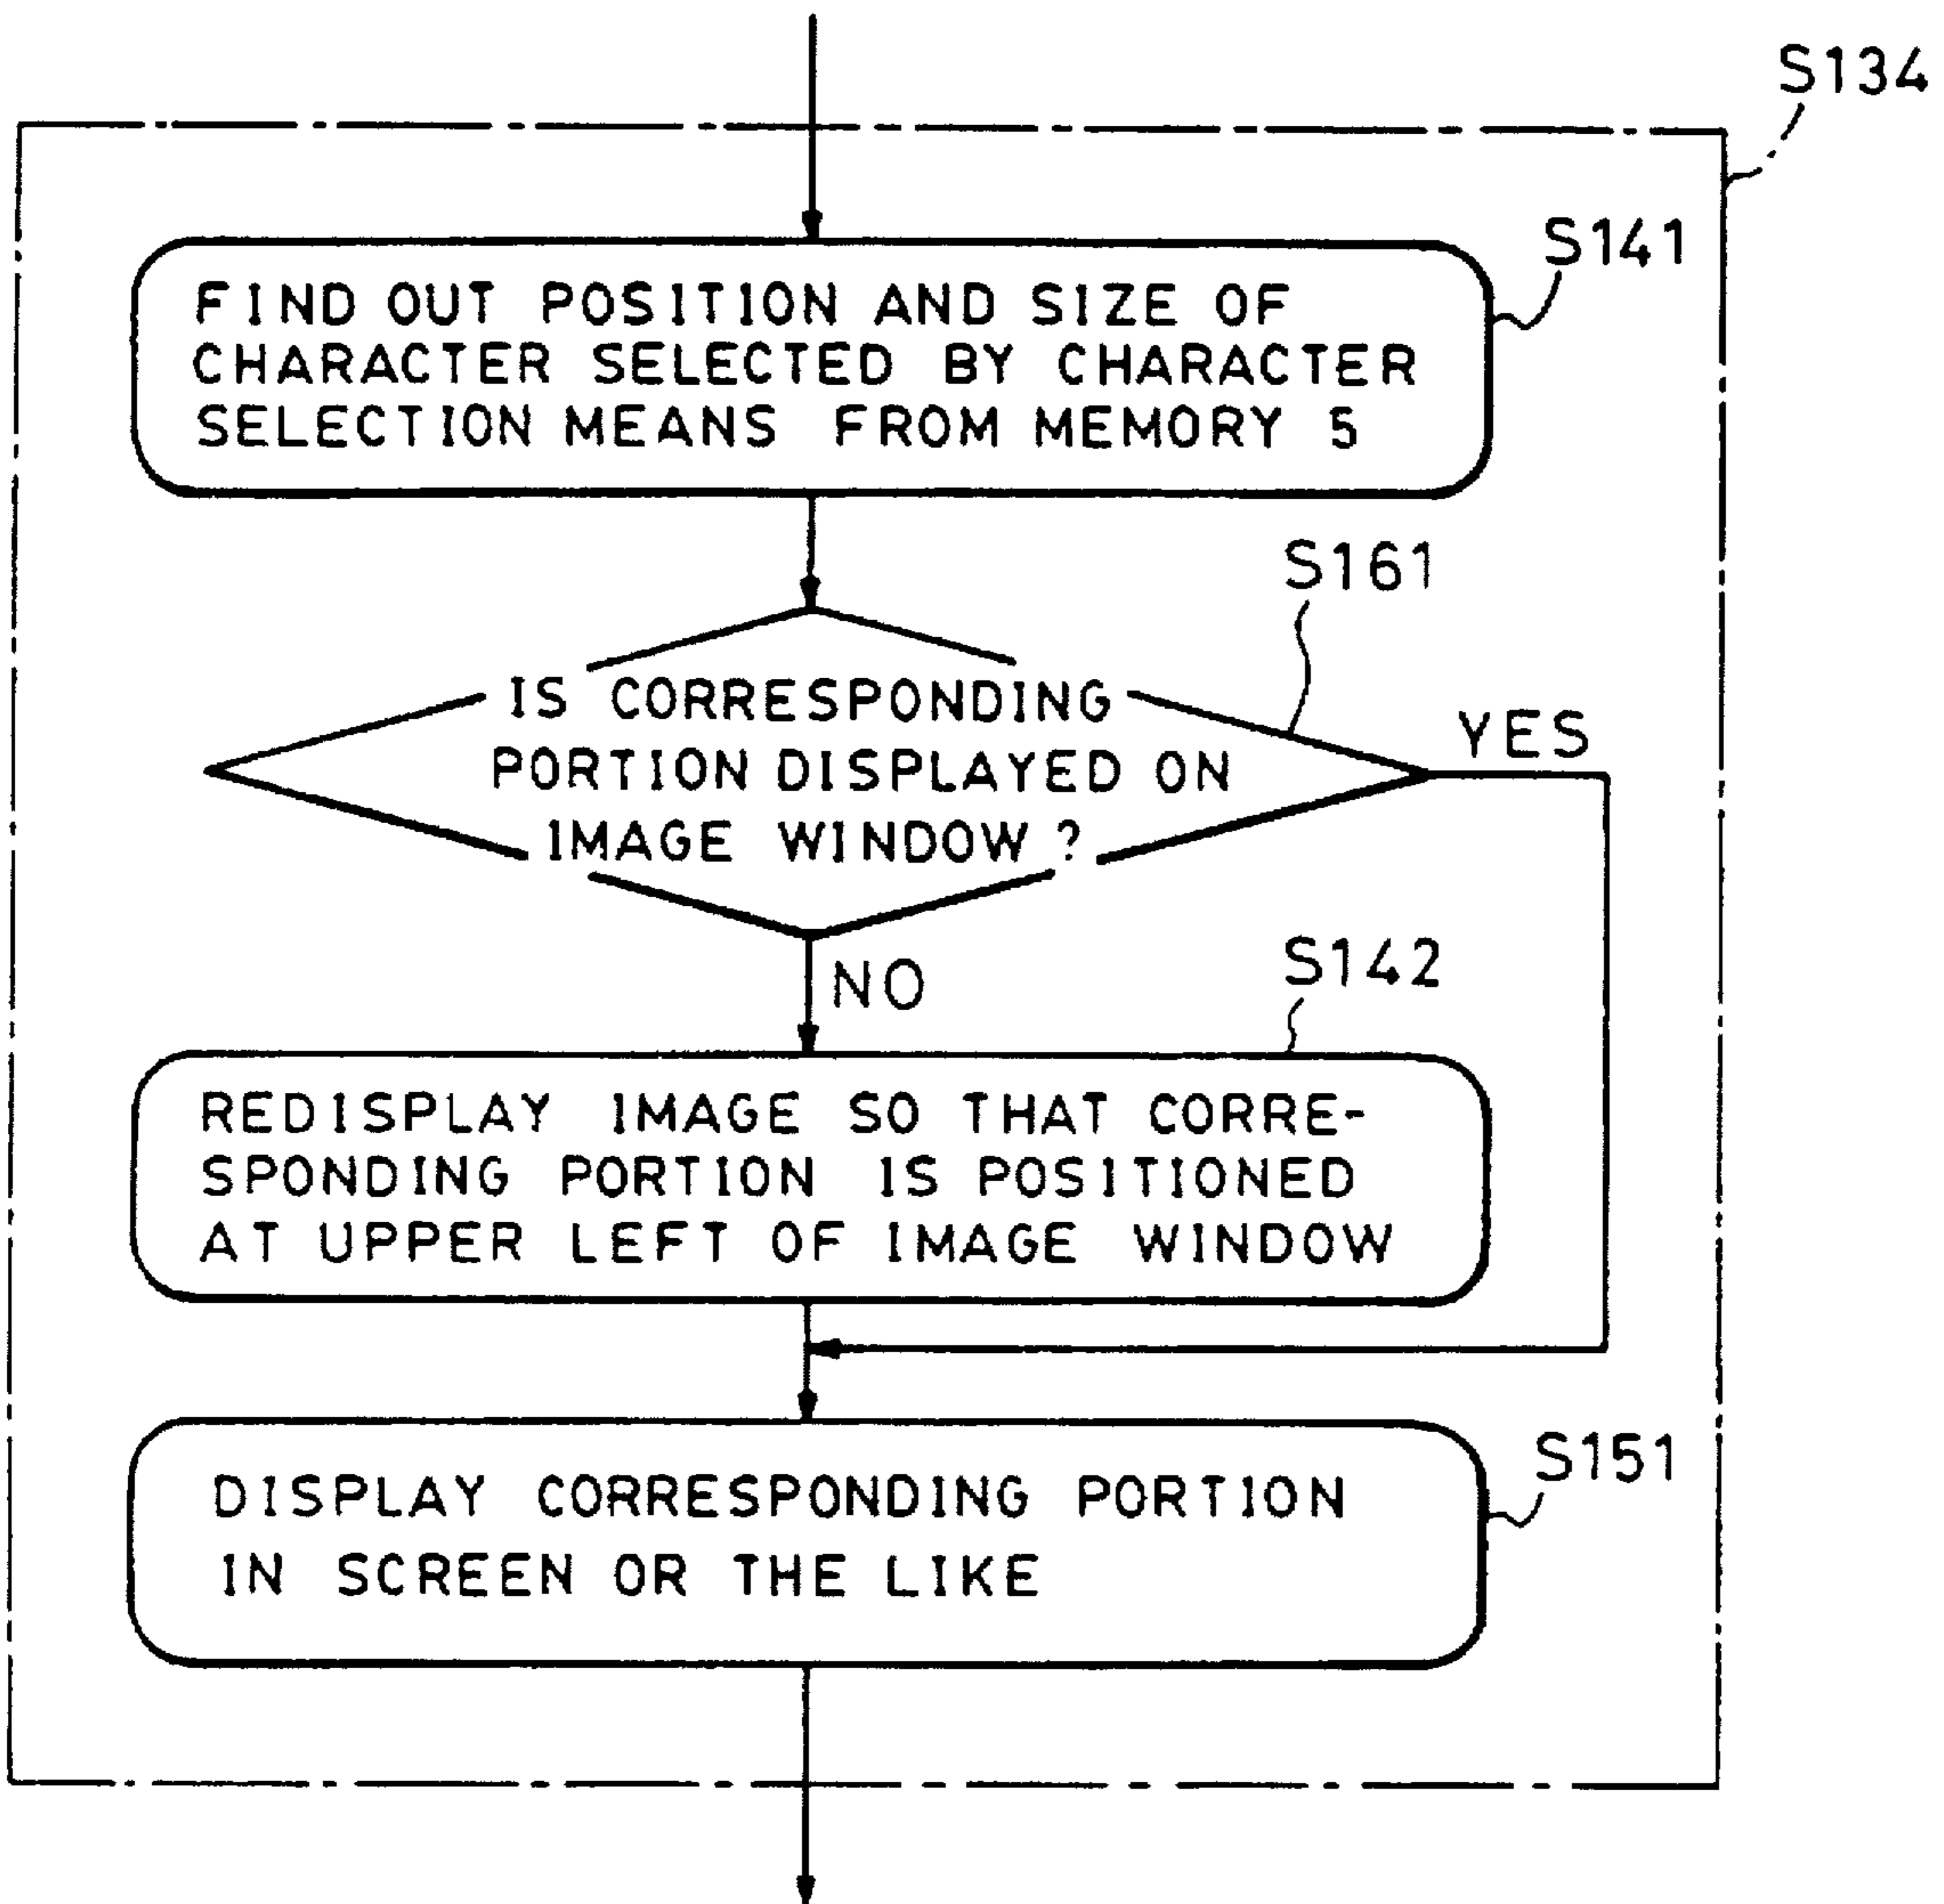 S134
S141
FIND OUT POSITION AND SIZE OF
CHARACTER SELECTED BY CHARACTER
SELECTION MEANS FROM MEMORY 5
S161
IS CORRESPONDING
PORTION DISPLAYED ON
IMAGE WINDOW ?
YES
NO
S142
REDISPLAY IMAGE SO THAT CORRE-
SPONDING PORTION IS POSITIONED
AT UPPER LEFT OF IMAGE WINDOW
S151
DISPLAY CORRESPONDING PORTION
IN SCREEN OR THE LIKE